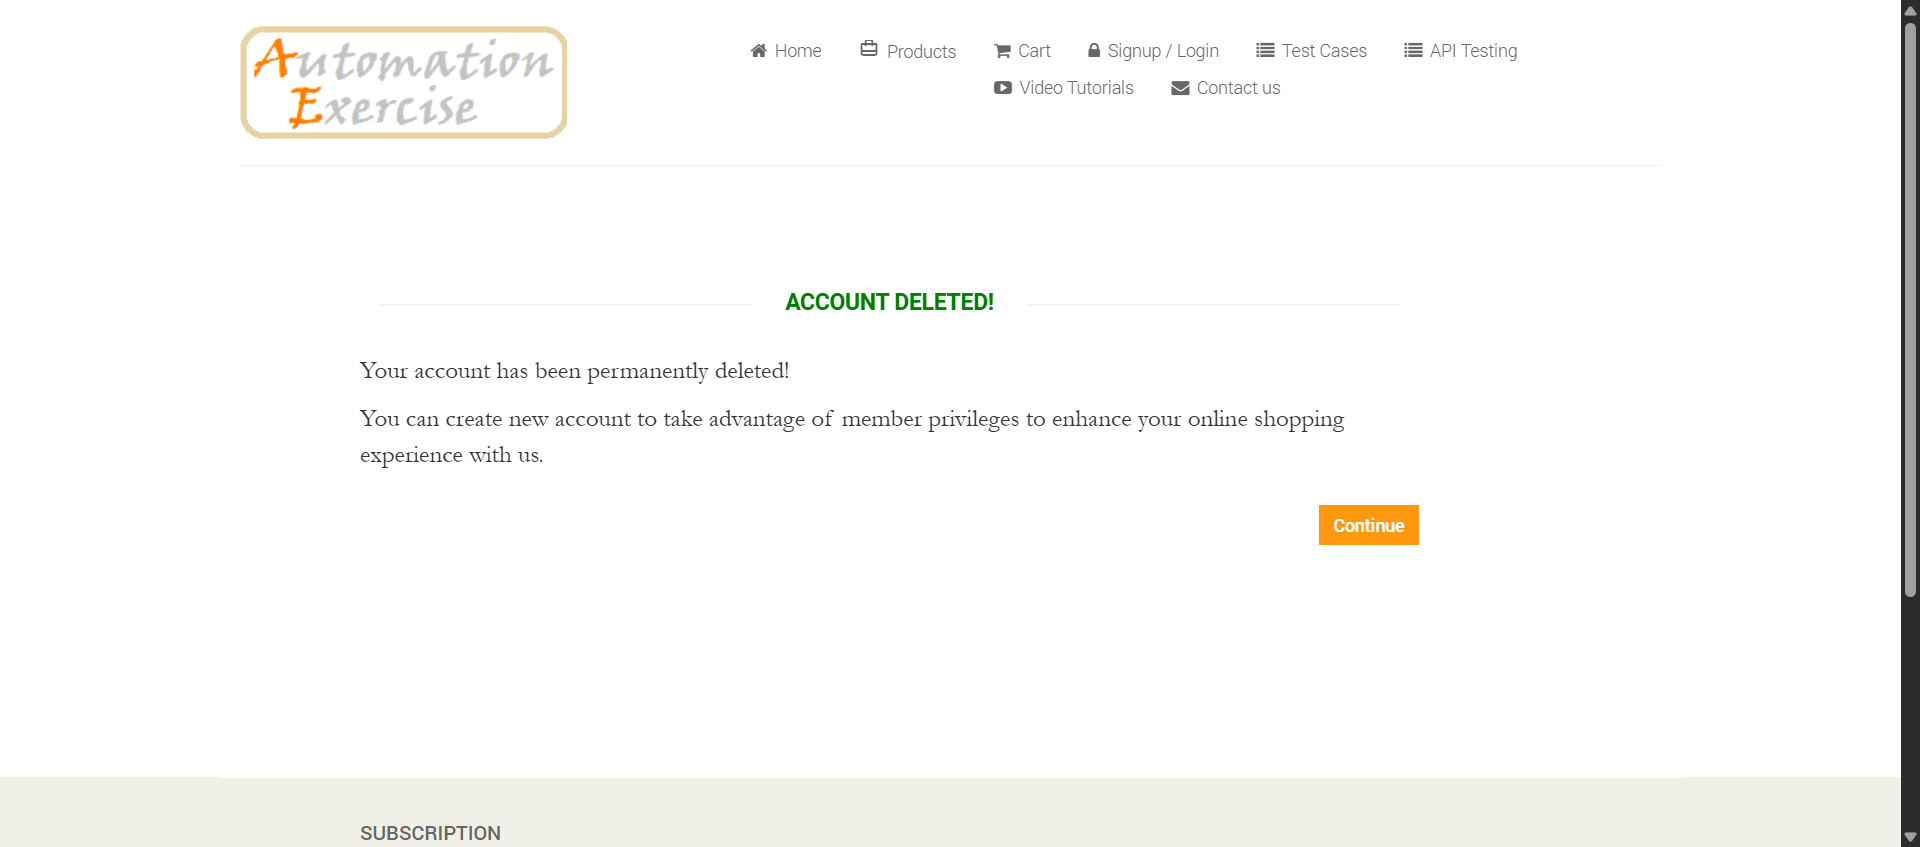 Automation
Exercise
Home
Products
Cart
Signup / Login
Test Cases
API Testing
Video Tutorials
Contact us
ACCOUNT DELETED!
Your account has been permanently deleted!
You can create new account to take advantage of member privileges to enhance your online shopping
experience with us.
Continue
SUBSCRIPTION